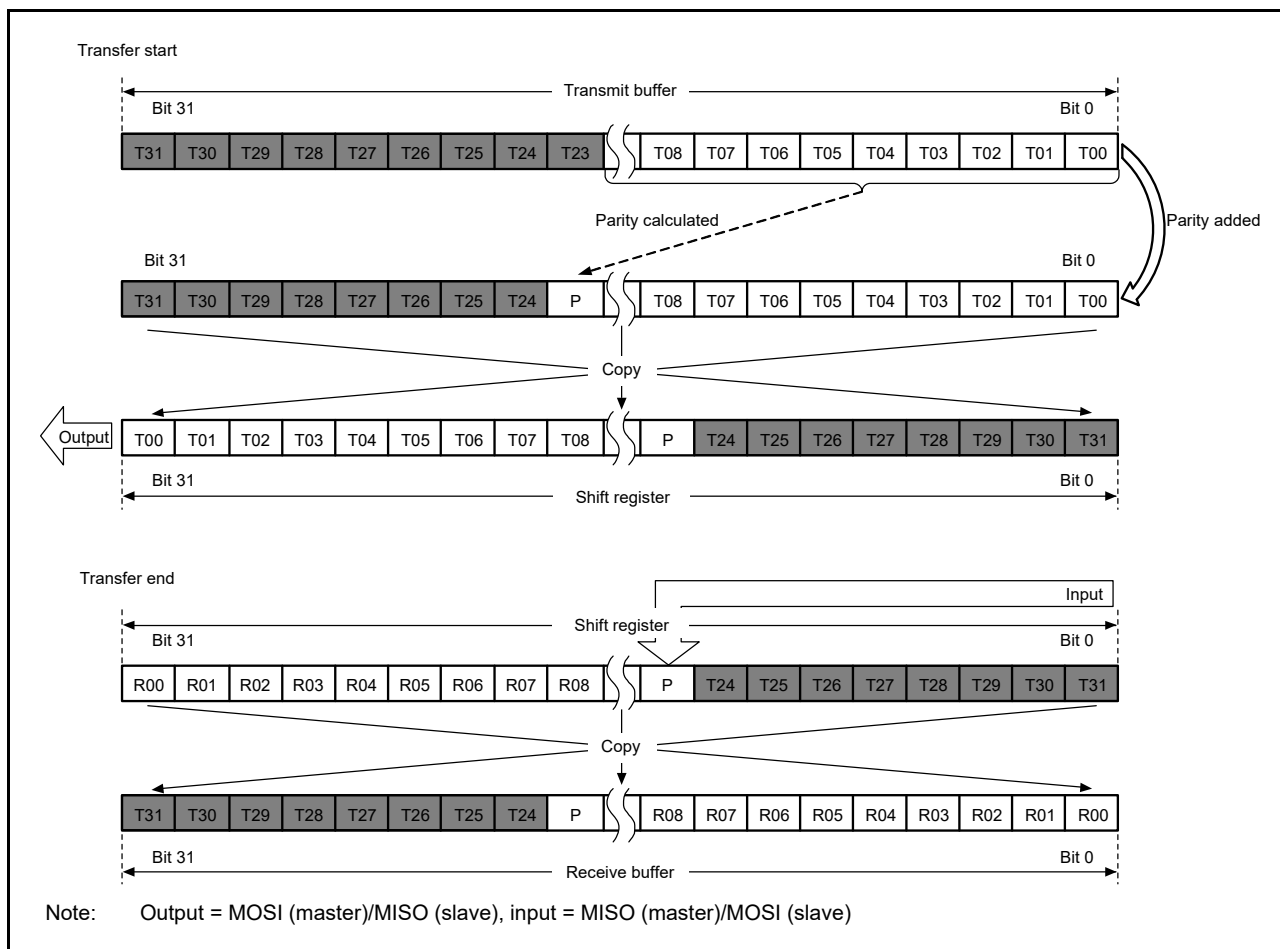 Transfer start
Transmit buffer
Bit 31 Bit 0
T31 T30 T29 T28 T27 T26 T25 T24 T23 T08 T07 T06 T05 T04 T03 T02 T01 T00
Parity calculated Parity added
Bit 31 Bit 0
T31 T30 T29 T28 T27 T26 T25 T24 P T08 T07 T06 T05 T04 T03 T02 T01 T00
Copy
Output T00 T01 T02 T03 T04 T05 T06 T07 T08 P T24 T25 T26 T27 T28 T29 T30 T31
Bit 31 Bit 0
Shift register
Transfer end
Input
Shift register
Bit 31 Bit 0
R00 R01 R02 R03 R04 R05 R06 R07 R08 P T24 T25 T26 T27 T28 T29 T30 T31
Copy
T31 T30 T29 T28 T27 T26 T25 T24 P R08 R07 R06 R05 R04 R03 R02 R01 R00
Bit 31 Bit 0
Receive buffer
Note: Output = MOSI (master)/MISO (slave), input = MISO (master)/MOSI (slave)